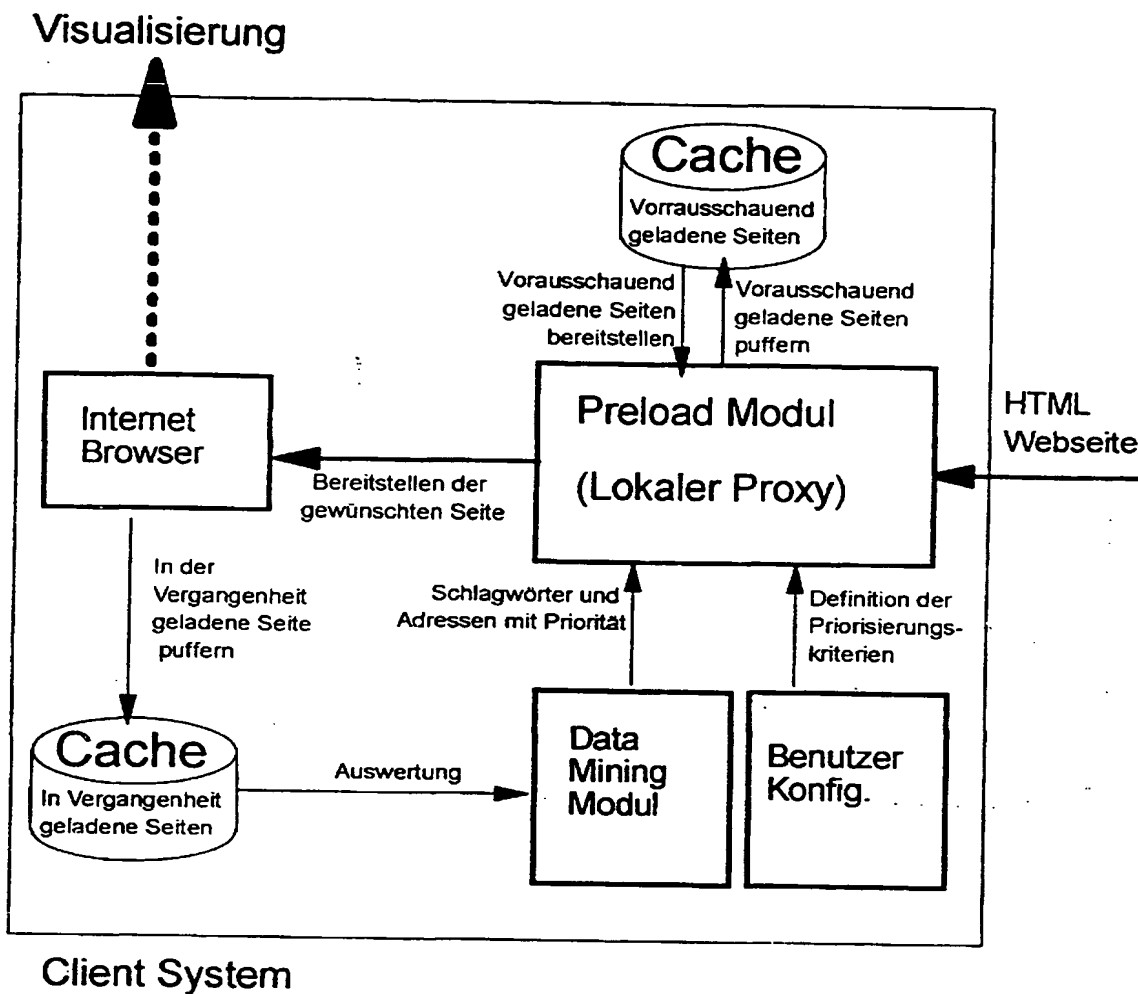 Visualisierung
Cache
Vorrausschauend
geladene Seiten
Vorausschauend
geladene Seiten
bereitstellen
Vorausschauend
geladene Seiten
puffern
Internet
Browser
Preload Modul
(Lokaler Proxy)
HTML
Webseite
Bereitstellen der
gewünschten Seite
In der
Vergangenheit
geladene Seite
puffern
Schlagwörter und
Adressen mit Priorität
Definition der
Priorisierungs-
kriterien
Cache
In Vergangenheit
geladene Seiten
Auswertung
Data
Mining
Modul
Benutzer
Konfig.
Client System